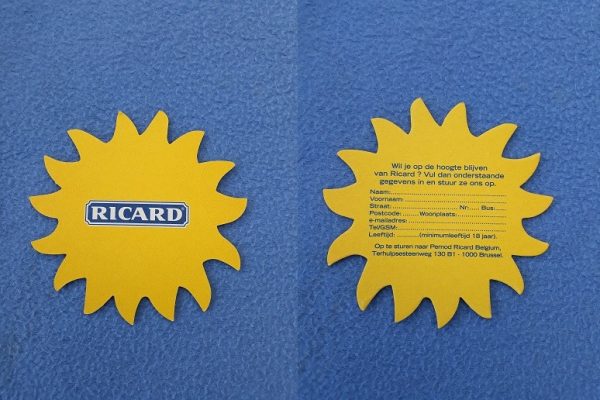 RICARD
Wil je op de hoogte blijven
van Ricard ? Vul dan onderstaande
gegevens in en stuur ze ons op.
Naam:
Voornaam:
Straat: Nr: Bus:
Postcode: Woonplaats:
e-mailadres:
Tel/GSM:
Leeftijd: (minimumleeftijd 18 jaar).
Op te sturen naar Pernod Ricard Belgium,
Terhulpsesteenweg 130 B1 - 1000 Brussel.